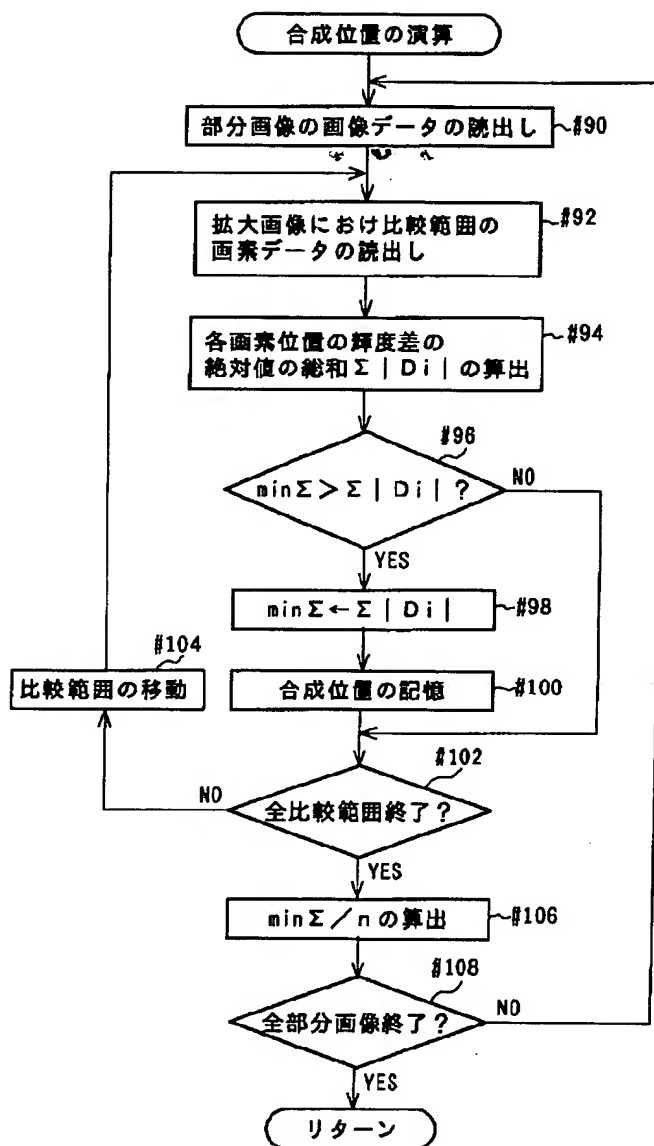 合成位置の演算
部分画像の画像データの読出し
#90
拡大画像におけ比較範囲の
画素データの読出し
#92
各画素位置の輝度差の
絶対値の総和Σ|Di|の算出
#94
#96
minΣ>Σ|Di|?
NO
YES
minΣ←Σ|Di|
#98
#104
比較範囲の移動
合成位置の記憶
#100
#102
NO
全比較範囲終了?
YES
minΣ/nの算出
#106
#108
全部分画像終了?
NO
YES
リターン